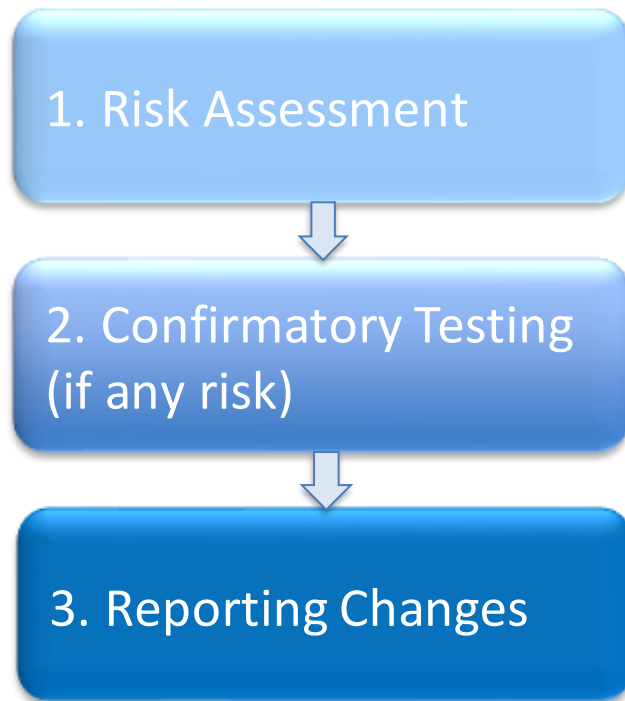 1. Risk Assessment
2. Confirmatory Testing
(if any risk)
3. Reporting Changes